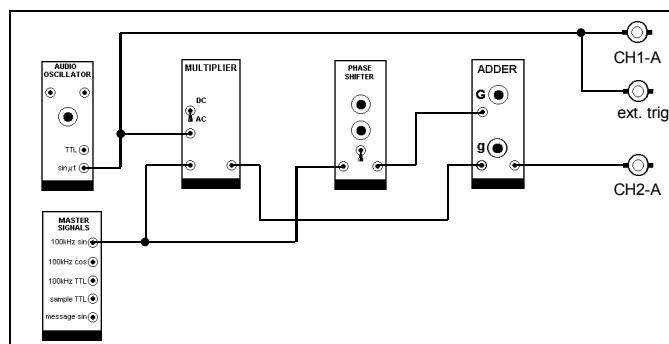 AUDIO
OSCILLATOR
TTL
sinμt
MULTIPLIER
DC
AC
PHASE
SHIFTER
ADDER
G
g
CH1-A
ext. trig
CH2-A
MASTER
SIGNALS
100kHz sin
100kHz cos
100kHz TTL
sample TTL
message sin